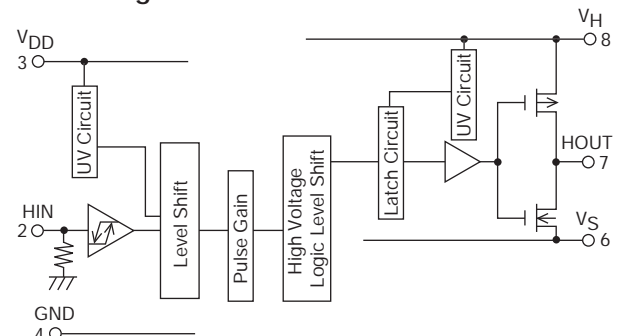 VH
8
VDD
3
UV Circuit
UV Circuit
Latch Circuit
HOUT
7
High Voltage
Logic Level Shift
Level Shift
Pulse Gain
HIN
2
VS
6
GND
4